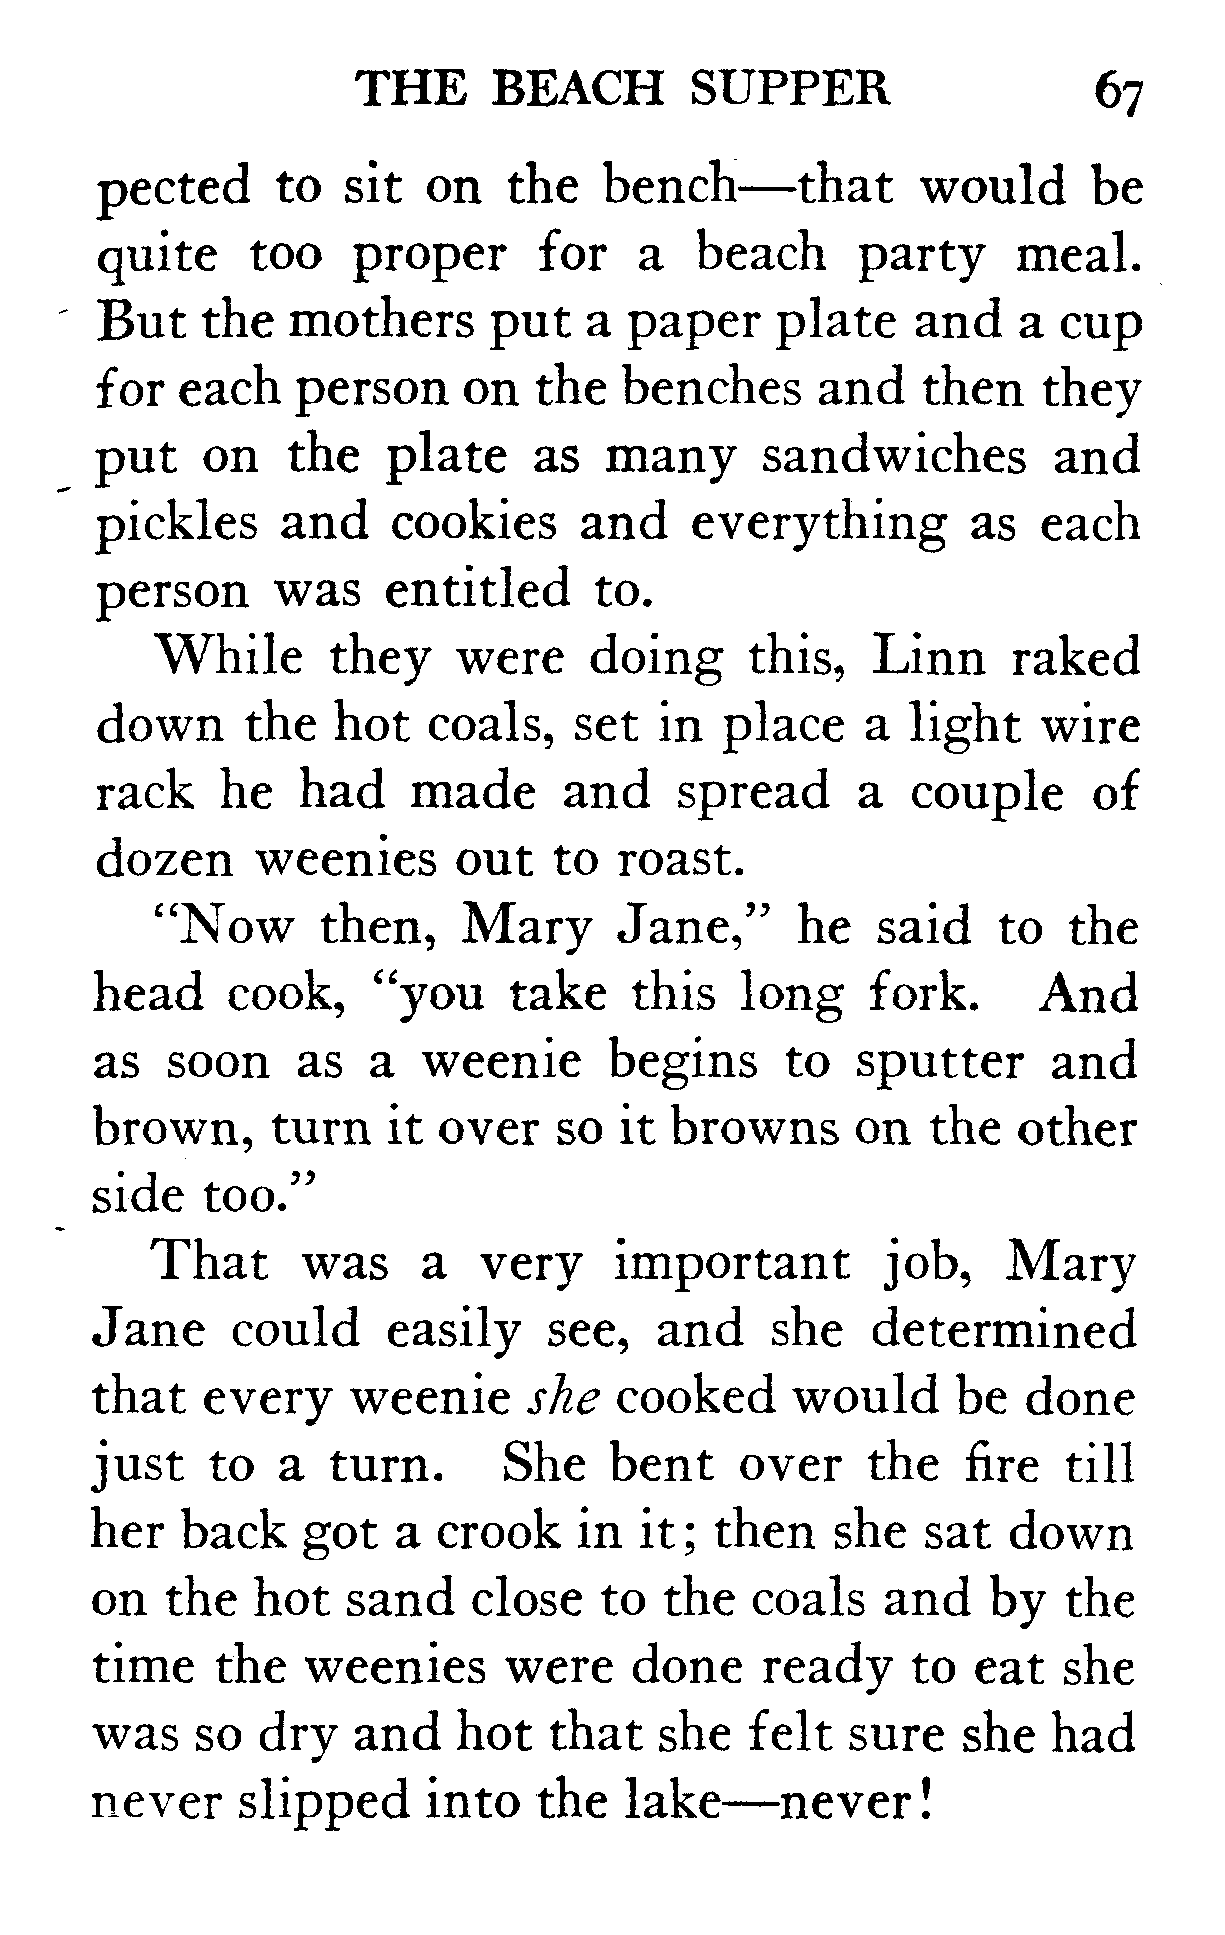 THE BEACH SUPPER 67
pected to sit on the bench—that would be
quite too proper for a beach party meal.
But the mothers put a paper plate and a cup
for each person on the benches and then they
put on the plate as many sandwiches and
pickles and cookies and everything as each
person was entitled to.
While they were doing this, Linn raked
down the hot coals, set in place a light wire
rack he had made and spread a couple of
dozen weenies out to roast.
“Now then, Mary Jane,” he said to the
head cook, “you take this long fork. And
as soon as a weenie begins to sputter and
brown, turn it over so it browns on the other
side too.”
That was a very important job, Mary
Jane could easily see, and she determined
that every weenie she cooked would be done
just to a turn. She bent over the fire till
her back got a crook in it; then she sat down
on the hot sand close to the coals and by the
time the weenies were done ready to eat she
was so dry and hot that she felt sure she had
never slipped into the lake—never!